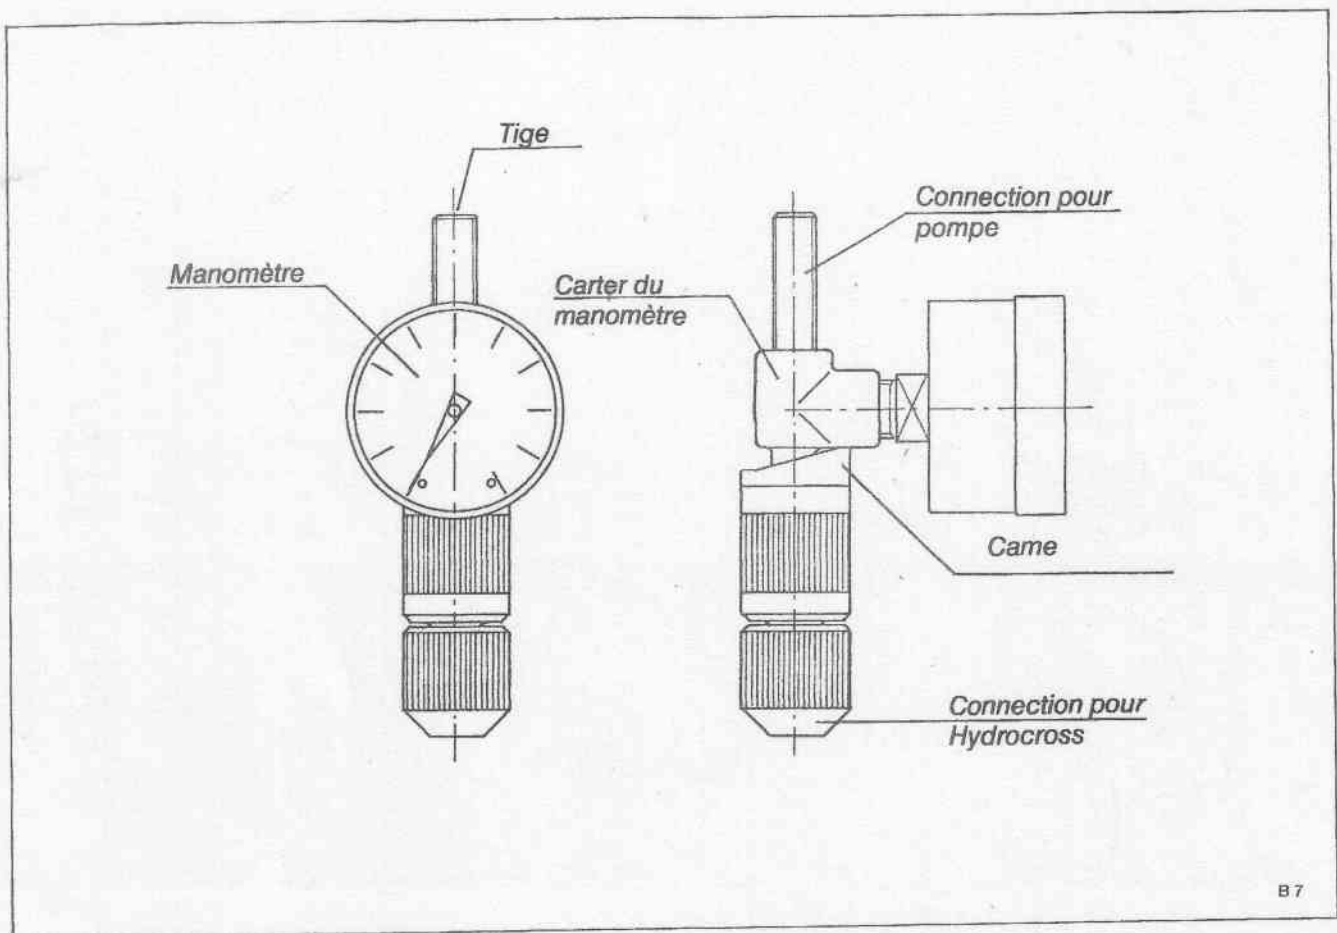 Tige
Manomètre
Connection pour
pompe
Carter du
manomètre
Came
Connection pour
Hydrocross
B 7